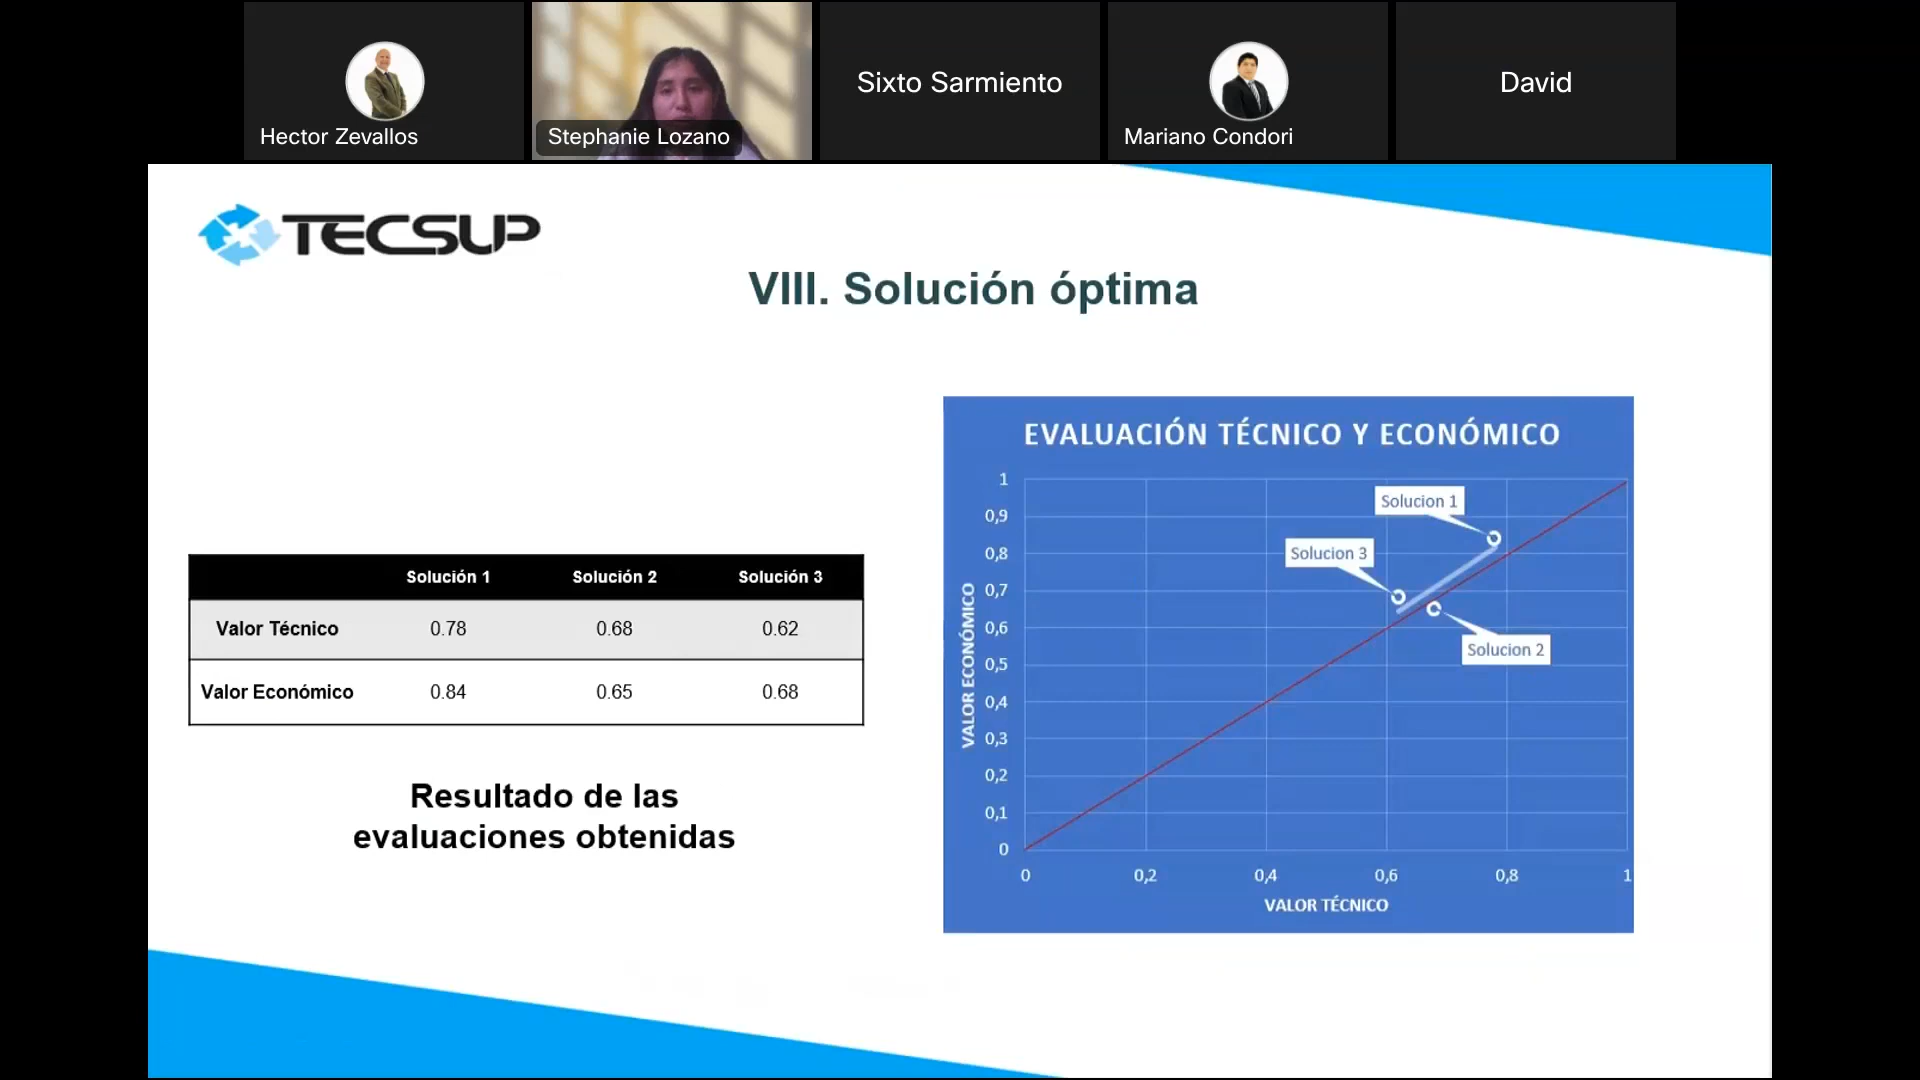 Hector Zevallos
Stephanie Lozano
Sixto Sarmiento
Mariano Condori
David
TECSUP
VIII. Solución óptima
Solución 1 Solución 2 Solución 3
Valor Técnico 0.78 0.68 0.62
Valor Económico 0.84 0.65 0.68
Resultado de las
evaluaciones obtenidas
EVALUACIÓN TÉCNICO Y ECONÓMICO
VALOR ECONÓMICO
1
0,9
0,8
0,7
0,6
0,5
0,4
0,3
0,2
0,1
0
Solucion 1
Solucion 3
Solucion 2
0 0,2 0,4 0,6 0,8 1
VALOR TÉCNICO